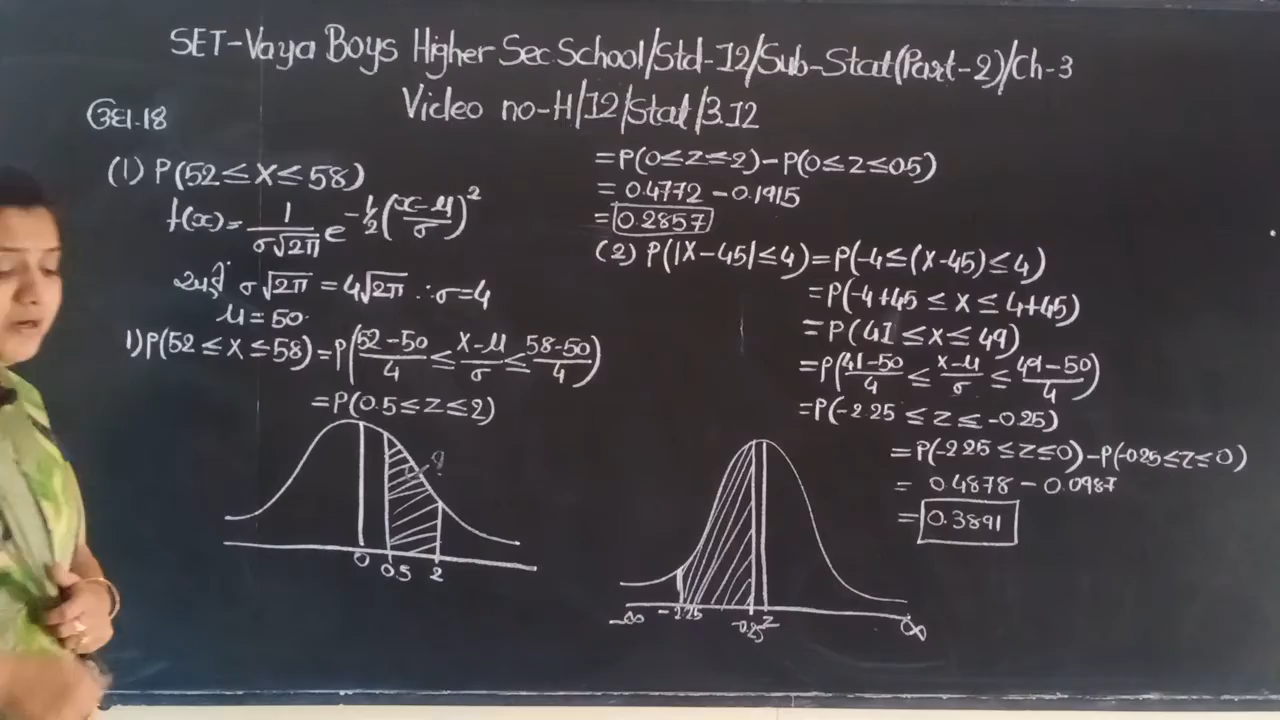 SET-Vaya Boys Higher Sec School/Std-12/Sub-Stat(Part-2)/Ch-3
Video no-H/12/Stat/3.12
ઉદા.18
(1) P(52≤X≤58)
f(x)= 1/(σ√2π) e^-½((x-μ)/σ)²
અહીં σ√2π = 4√2π ∴σ=4
μ=50.
1) P(52≤X≤58)=P((52-50)/4 ≤ (X-μ)/σ ≤ (58-50)/4)
=P(0.5≤Z≤2)
0 0.5 2
=P(0≤Z≤2)-P(0≤Z≤05)
= 0.4772 - 0.1915
= 0.2857
(2) P(|X-45|≤4)=P(-4≤(X-45)≤4)
=P(-4+45 ≤ X ≤ 4+45)
= P(41≤X≤49)
=P((41-50)/4 ≤ (X-μ)/σ ≤ (49-50)/4)
=P(-2.25 ≤ Z ≤ -0.25)
=P(-2.25 ≤Z≤0)-P(-0.25≤Z≤0)
= 0.4878 - 0.0987
= 0.3891
-∞ -2.25 -0.25 Z ∞